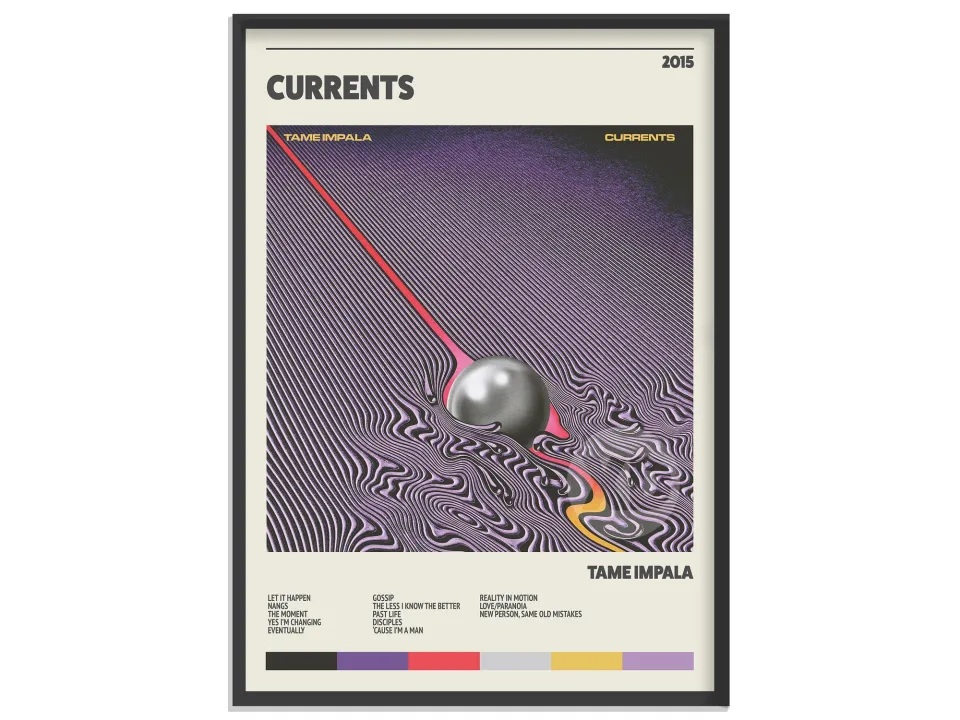 2015
CURRENTS
TAME IMPALA
CURRENTS
TAME IMPALA
LET IT HAPPEN
NANGS
THE MOMENT
YES I'M CHANGING
EVENTUALLY
GOSSIP
THE LESS I KNOW THE BETTER
PAST LIFE
DISCIPLES
'CAUSE I'M A MAN
REALITY IN MOTION
LOVE/PARANOIA
NEW PERSON, SAME OLD MISTAKES